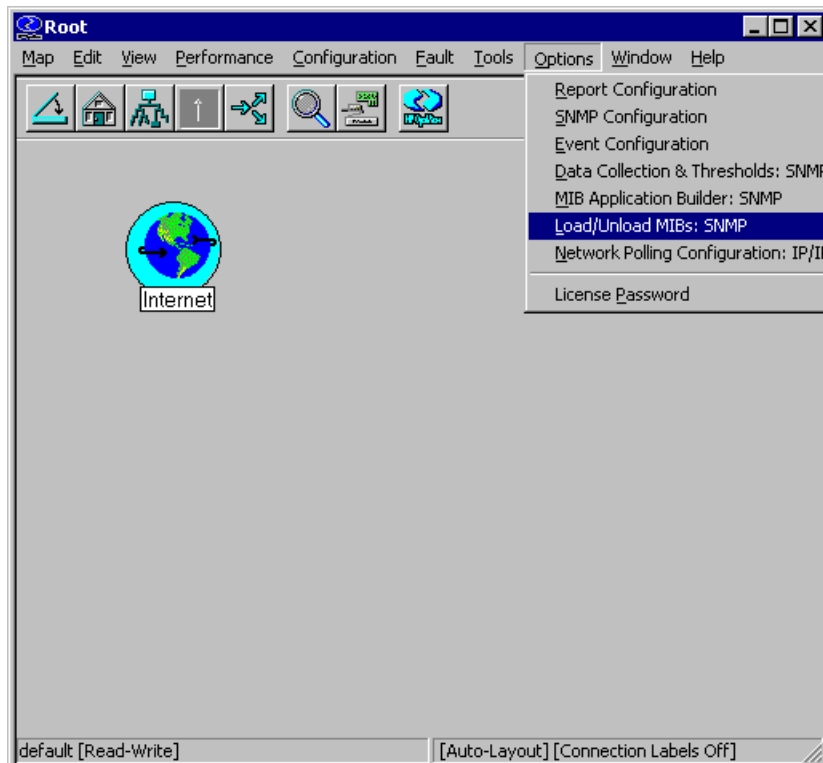 Root
Map Edit View Performance Configuration Fault Tools Options Window Help
Report Configuration
SNMP Configuration
Event Configuration
Data Collection & Thresholds: SNMP
MIB Application Builder: SNMP
Load/Unload MIBs: SNMP
Network Polling Configuration: IP/I
License Password
Internet
default [Read-Write]
[Auto-Layout] [Connection Labels Off]